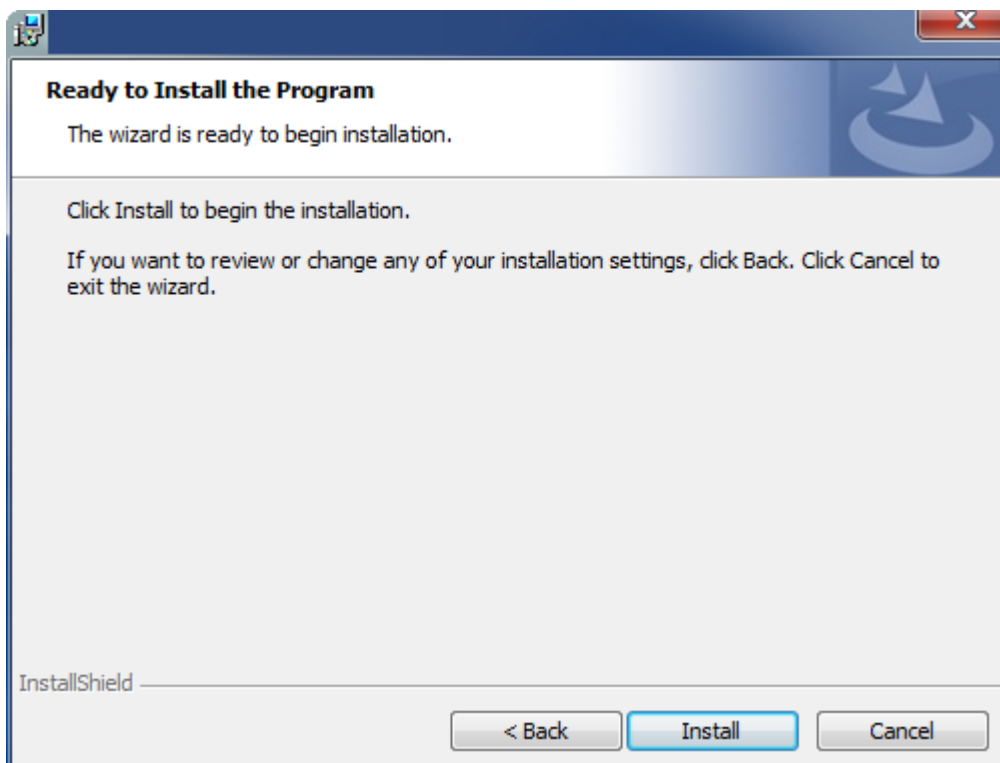 Ready to Install the Program
The wizard is ready to begin installation.
Click Install to begin the installation.
If you want to review or change any of your installation settings, click Back. Click Cancel to
exit the wizard.
InstallShield
< Back
Install
Cancel